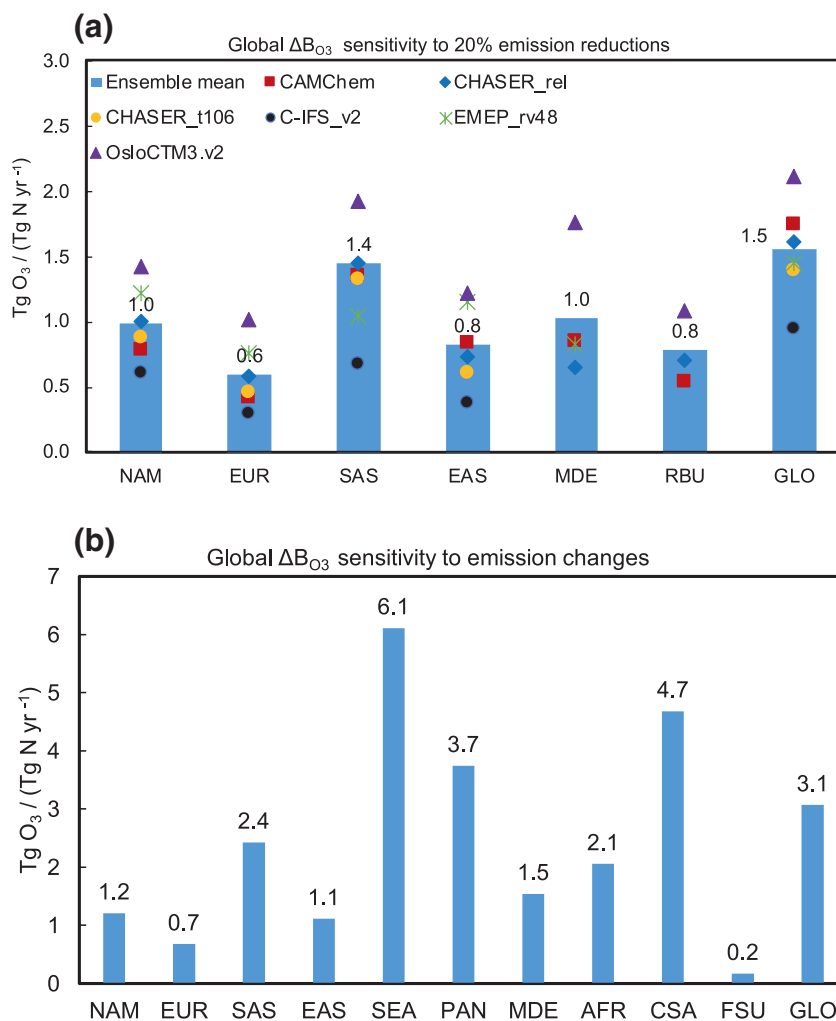 (a)
Global ΔB_O3 sensitivity to 20% emission reductions
Tg O3 / (Tg N yr⁻¹)
3.0
2.5
2.0
1.5
1.0
0.5
0.0
Ensemble mean CAMChem CHASER_rel
CHASER_t106 C-IFS_v2 EMEP_rv48
OsloCTM3.v2
1.0 0.6 1.4 0.8 1.0 0.8 1.5
NAM EUR SAS EAS MDE RBU GLO
(b)
Global ΔB_O3 sensitivity to emission changes
Tg O3 / (Tg N yr⁻¹)
7
6
5
4
3
2
1
0
1.2 0.7 2.4 1.1 6.1 3.7 1.5 2.1 4.7 0.2 3.1
NAM EUR SAS EAS SEA PAN MDE AFR CSA FSU GLO